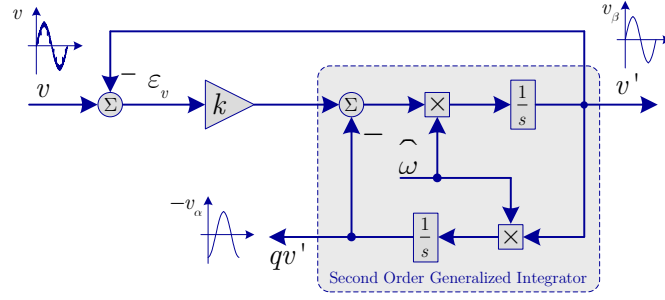 v
v_β
− ε_v
v
Σ
k
Σ
×
1/s
v'
−
ω̂
−v_α
qv'
1/s
×
Second Order Generalized Integrator